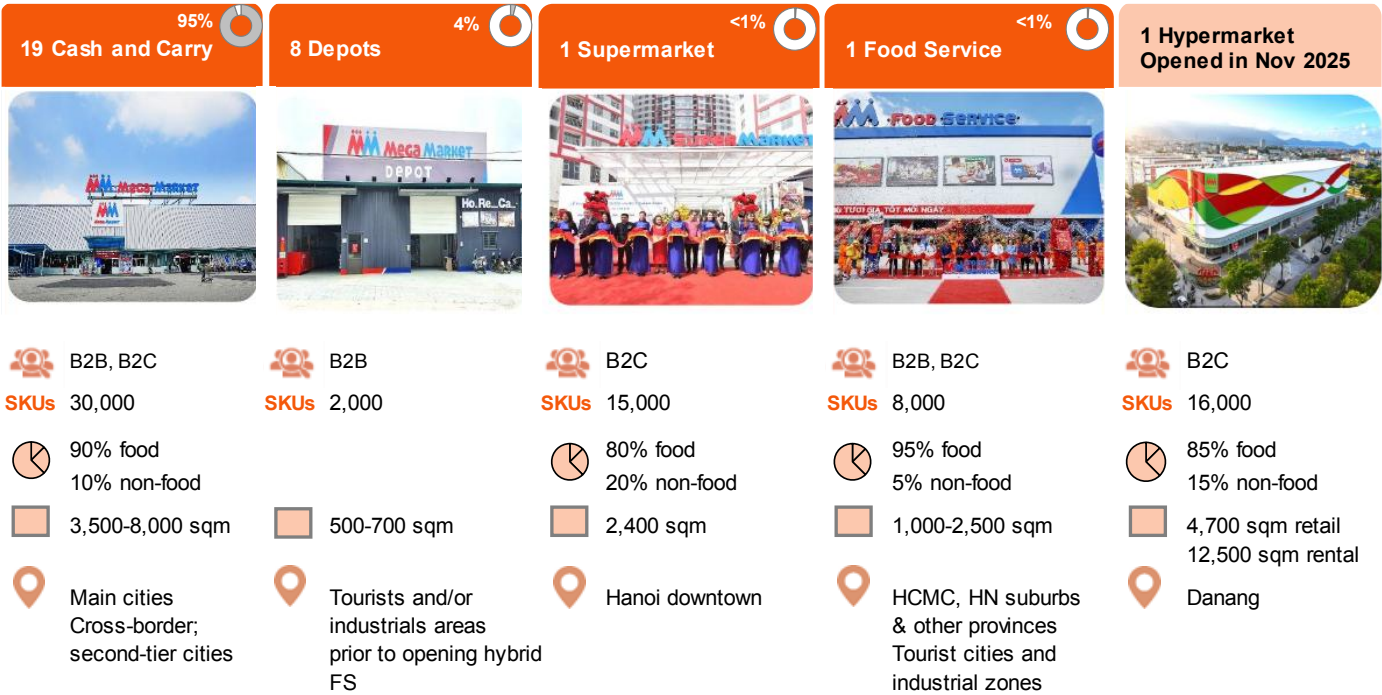 95%
19 Cash and Carry
4%
8 Depots
<1%
1 Supermarket
<1%
1 Food Service
1 Hypermarket
Opened in Nov 2025
MM Mega Market
MM
MM Mega Market
DEPOT
Ho.Re.Ca.
MM SuperMarket
MM Food Service
TƯƠI GIÁ TỐT MỖI NGÀY
B2B, B2C
SKUs 30,000
90% food
10% non-food
3,500-8,000 sqm
Main cities
Cross-border;
second-tier cities
B2B
SKUs 2,000
500-700 sqm
Tourists and/or
industrials areas
prior to opening hybrid
FS
B2C
SKUs 15,000
80% food
20% non-food
2,400 sqm
Hanoi downtown
B2B, B2C
SKUs 8,000
95% food
5% non-food
1,000-2,500 sqm
HCMC, HN suburbs
& other provinces
Tourist cities and
industrial zones
B2C
SKUs 16,000
85% food
15% non-food
4,700 sqm retail
12,500 sqm rental
Danang